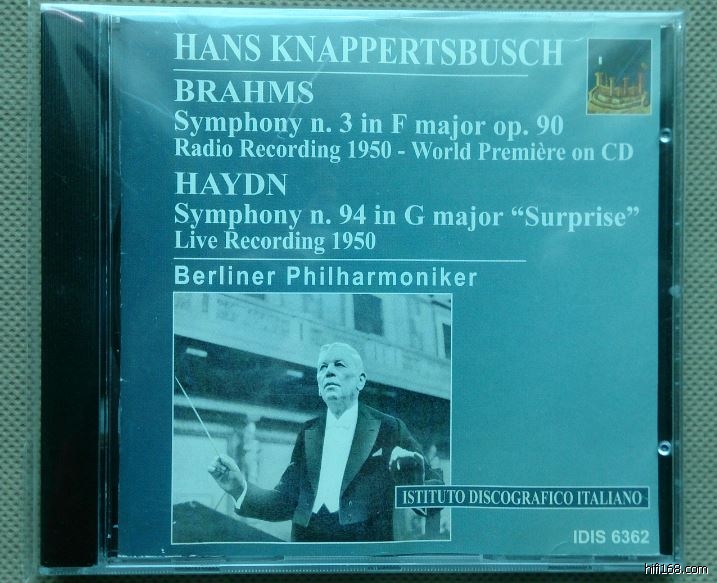 HANS KNAPPERTSBUSCH
BRAHMS
Symphony n. 3 in F major op. 90
Radio Recording 1950 - World Première on CD
HAYDN
Symphony n. 94 in G major “Surprise”
Live Recording 1950
Berliner Philharmoniker
ISTITUTO DISCOGRAFICO ITALIANO
IDIS 6362
hifi168.com